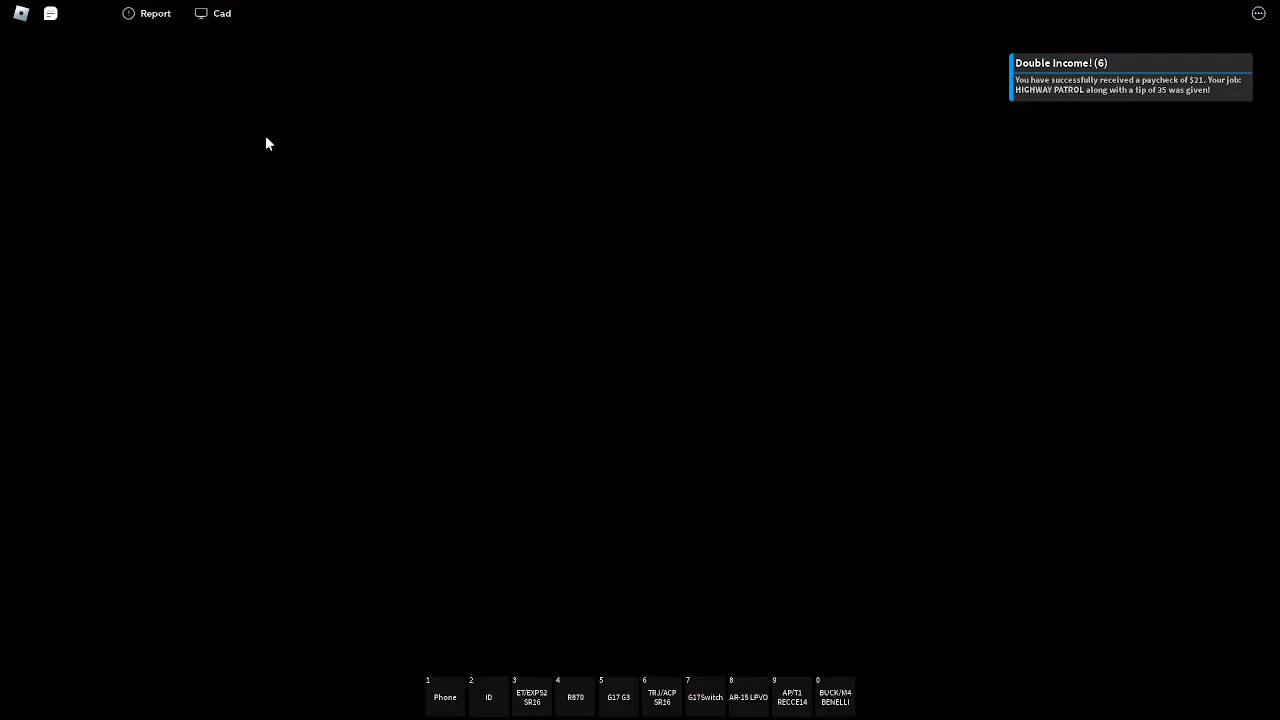 Report
Cad
Double Income! (6)
You have successfully received a paycheck of $21. Your job:
HIGHWAY PATROL along with a tip of 35 was given!
1
Phone
2
ID
3
ET/EXPS2
SR16
4
R870
5
G17 G3
6
TRJ/ACP
SR16
7
G17Switch
8
AR-15 LPVO
9
AP/T1
RECCE14
0
BUCK/M4
BENELLI